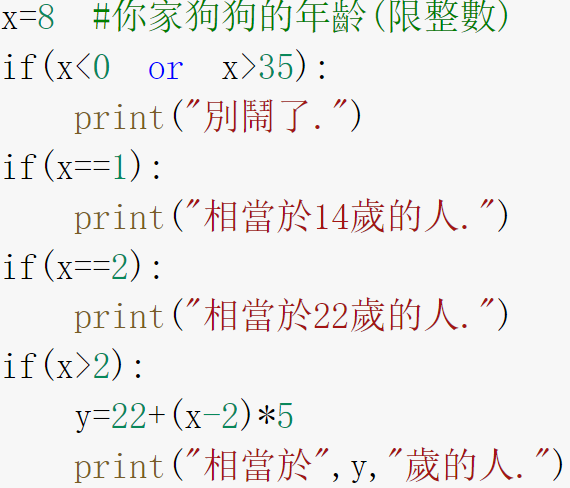 x=8  #你家狗狗的年齡(限整數)
if(x<0  or  x>35):
    print("別鬧了.")
if(x==1):
    print("相當於14歲的人.")
if(x==2):
    print("相當於22歲的人.")
if(x>2):
    y=22+(x-2)*5
    print("相當於",y,"歲的人.")